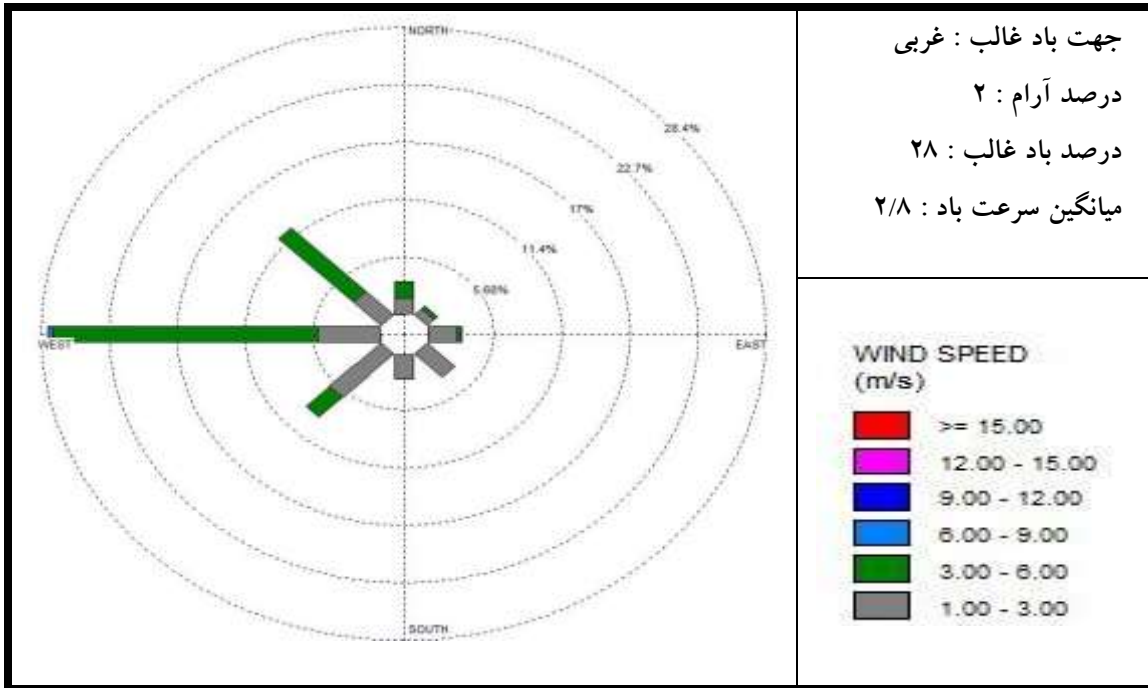 NORTH
28.4%
22.7%
17%
11.4%
5.68%
WEST
EAST
SOUTH
جهت باد غالب : غربی
درصد آرام : ۲
درصد باد غالب : ۲۸
میانگین سرعت باد : ۲/۸
WIND SPEED
(m/s)
>= 15.00
12.00 - 15.00
9.00 - 12.00
6.00 - 9.00
3.00 - 6.00
1.00 - 3.00